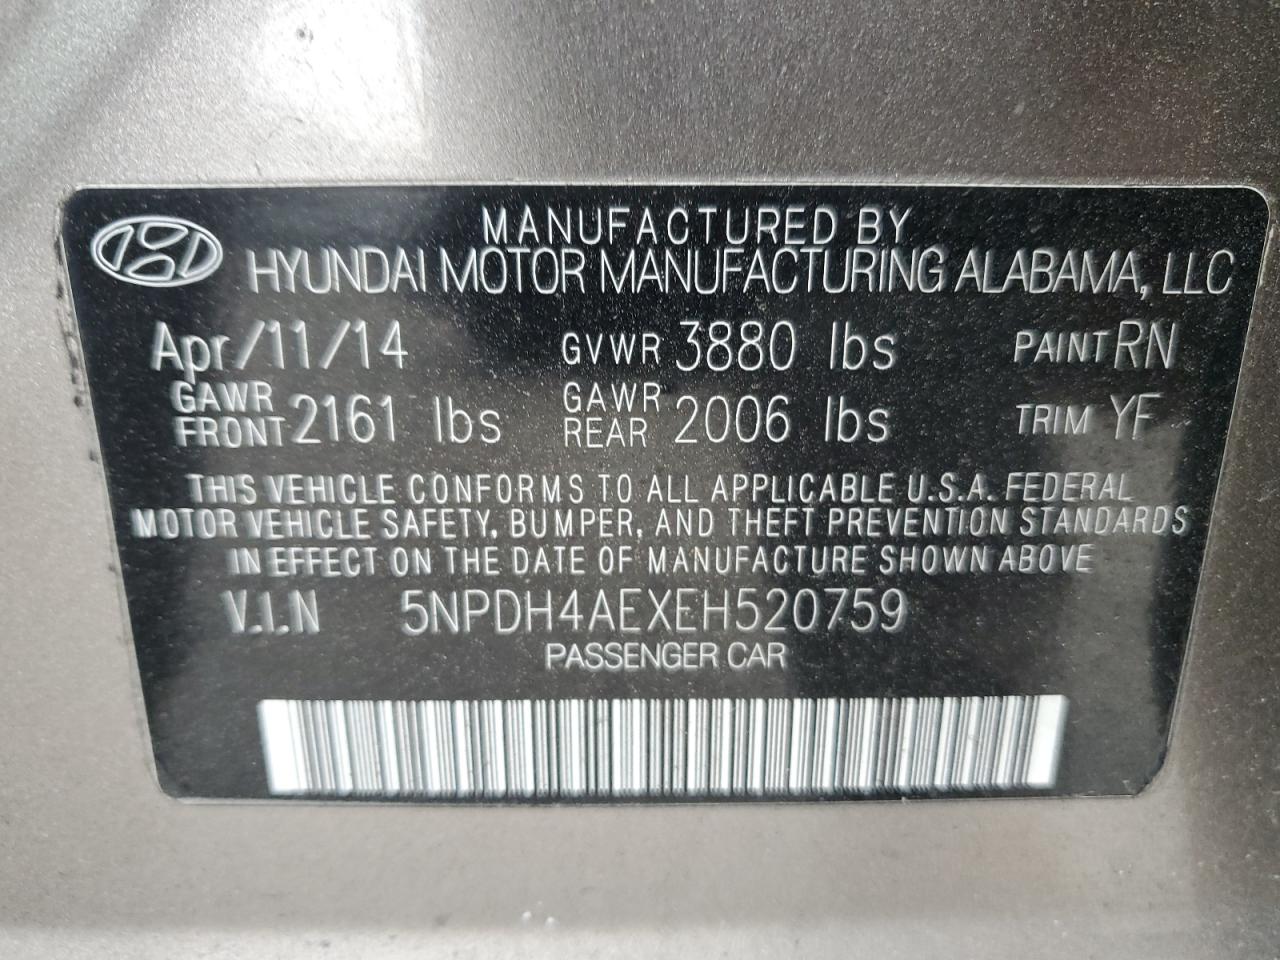 MANUFACTURED BY
HYUNDAI MOTOR MANUFACTURING ALABAMA, LLC
Apr/11/14 GVWR 3880 lbs PAINT RN
GAWR FRONT 2161 lbs GAWR REAR 2006 lbs TRIM YF
THIS VEHICLE CONFORMS TO ALL APPLICABLE U.S.A. FEDERAL
MOTOR VEHICLE SAFETY, BUMPER, AND THEFT PREVENTION STANDARDS
IN EFFECT ON THE DATE OF MANUFACTURE SHOWN ABOVE
V.I.N 5NPDH4AEXEH520759
PASSENGER CAR